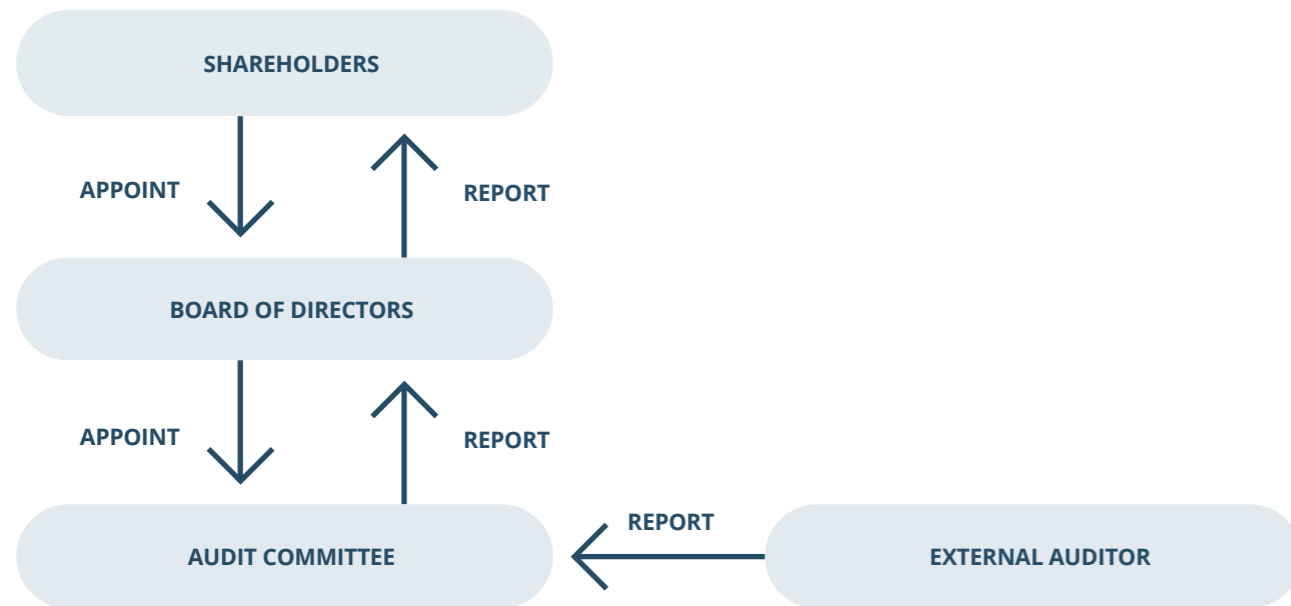 SHAREHOLDERS
APPOINT
REPORT
BOARD OF DIRECTORS
APPOINT
REPORT
REPORT
AUDIT COMMITTEE
EXTERNAL AUDITOR